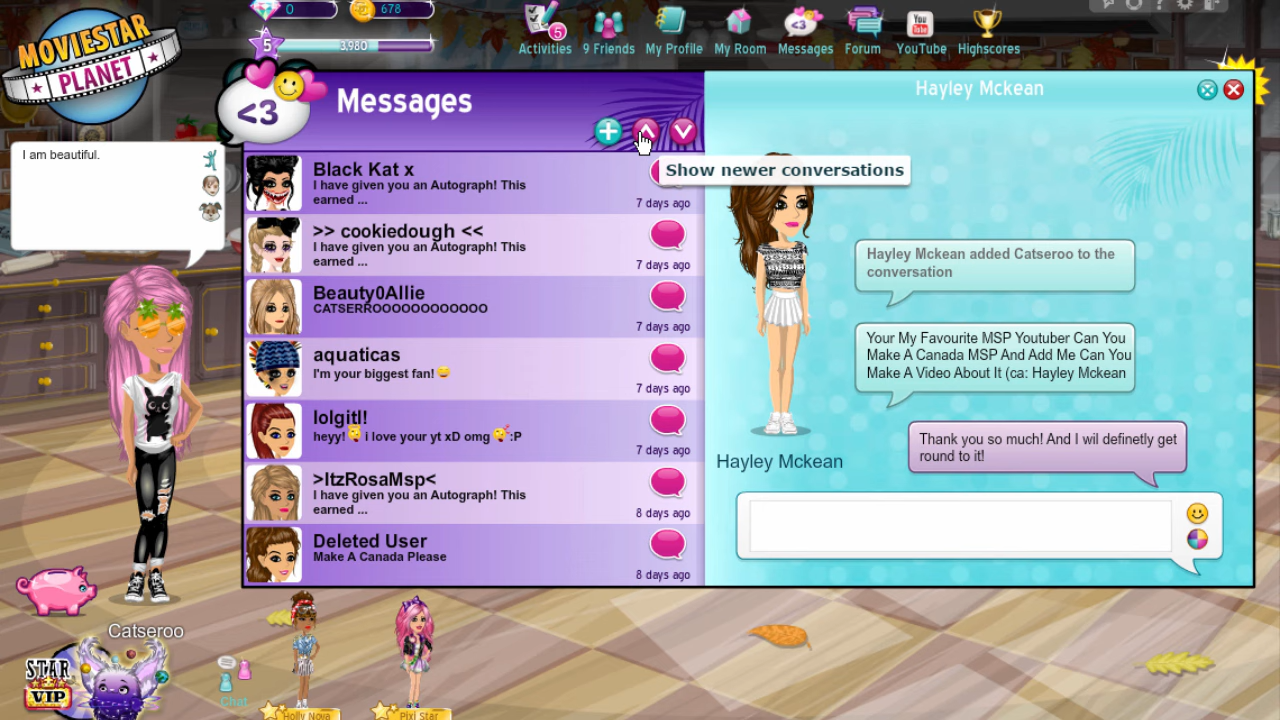 0
678
5
3,980
MOVIESTAR
PLANET
Activities
5
9 Friends
My Profile
My Room
<3
Messages
Forum
You
Tube
YouTube
Highscores
<3
Messages
Hayley Mckean
Show newer conversations
I am beautiful.
Black Kat x
I have given you an Autograph! This
earned ...
7 days ago
>> cookiedough <<
I have given you an Autograph! This
earned ...
7 days ago
Beauty0Allie
CATSERROOOOOOOOOOOO
7 days ago
aquaticas
I'm your biggest fan!
7 days ago
lolgitl!
heyy! i love your yt xD omg :P
7 days ago
>ItzRosaMsp<
I have given you an Autograph! This
earned ...
8 days ago
Deleted User
Make A Canada Please
8 days ago
Hayley Mckean added Catseroo to the
conversation
Your My Favourite MSP Youtuber Can You
Make A Canada MSP And Add Me Can You
Make A Video About It (ca: Hayley Mckean
Thank you so much! And I wil definetly get
round to it!
Hayley Mckean
Catseroo
STAR
VIP
Chat
Holly Nova
Pixi Star